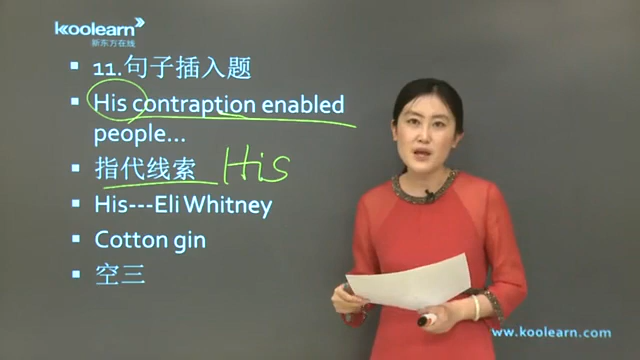 koolearn
新东方在线
11.句子插入题
His contraption enabled
people...
指代线索 His
His---Eli Whitney
Cotton gin
空三
www.koolearn.com